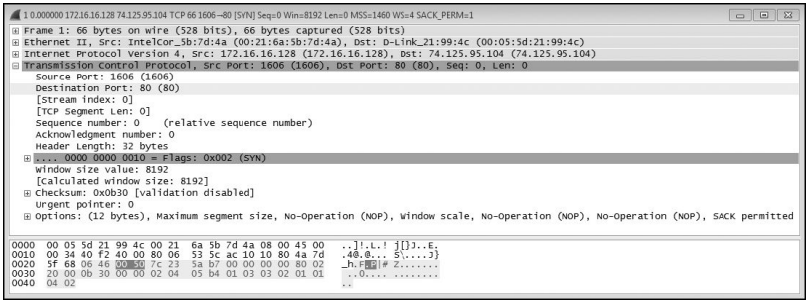 1 0.000000 172.16.16.128 74.125.95.104 TCP 66 1606→80 [SYN] Seq=0 Win=8192 Len=0 MSS=1460 WS=4 SACK_PERM=1
Frame 1: 66 bytes on wire (528 bits), 66 bytes captured (528 bits)
Ethernet II, Src: IntelCor_5b:7d:4a (00:21:6a:5b:7d:4a), Dst: D-Link_21:99:4c (00:05:5d:21:99:4c)
Internet Protocol Version 4, Src: 172.16.16.128 (172.16.16.128), Dst: 74.125.95.104 (74.125.95.104)
Transmission Control Protocol, Src Port: 1606 (1606), Dst Port: 80 (80), Seq: 0, Len: 0
Source Port: 1606 (1606)
Destination Port: 80 (80)
[Stream index: 0]
[TCP Segment Len: 0]
Sequence number: 0 (relative sequence number)
Acknowledgment number: 0
Header Length: 32 bytes
.... 0000 0000 0010 = Flags: 0x002 (SYN)
Window size value: 8192
[Calculated window size: 8192]
Checksum: 0x0b30 [validation disabled]
Urgent pointer: 0
Options: (12 bytes), Maximum segment size, No-Operation (NOP), Window scale, No-Operation (NOP), No-Operation (NOP), SACK permitted
0000 00 05 5d 21 99 4c 00 21 6a 5b 7d 4a 08 00 45 00 ..]!.L.! j[}J..E.
0010 00 34 40 f2 40 00 80 06 53 5c ac 10 10 80 4a 7d .4@.@... S\....J}
0020 5f 68 06 46 00 50 7c 23 5a b7 00 00 00 00 80 02 _h.F.P|# Z.......
0030 20 00 0b 30 00 00 02 04 05 b4 01 03 03 02 01 01 ..0.... ........
0040 04 02 ..